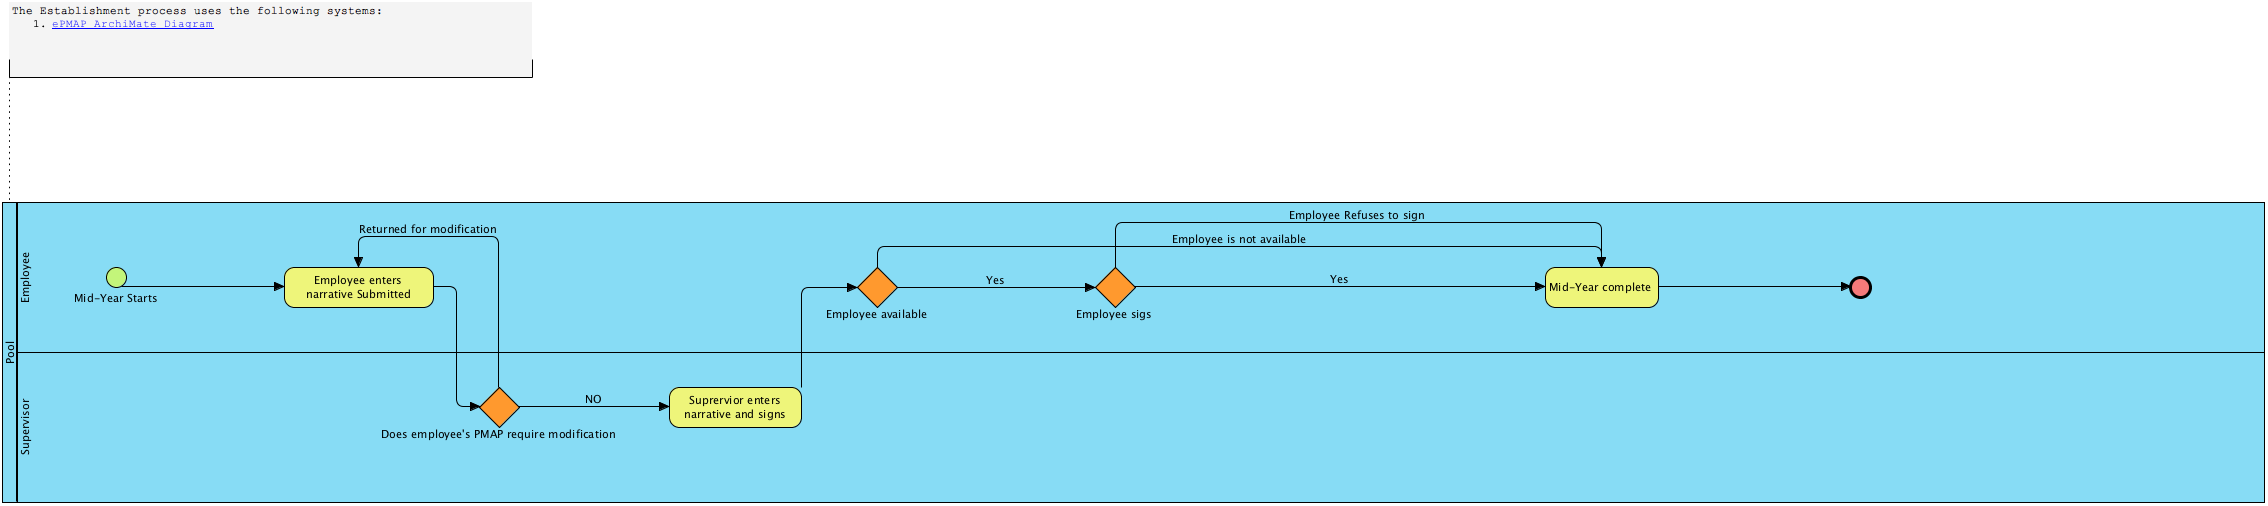 The Establishment process uses the following systems:
1. ePMAP ArchiMate Diagram
Pool
Employee
Supervisor
Mid-Year Starts
Returned for modification
Employee enters
narrative Submitted
Does employee's PMAP require modification
NO
Suprervior enters
narrative and signs
Employee available
Yes
Employee is not available
Employee sigs
Employee Refuses to sign
Yes
Mid-Year complete